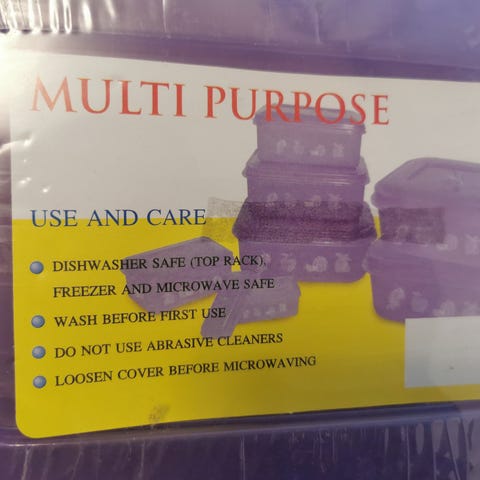 MULTI PURPOSE
USE AND CARE
DISHWASHER SAFE (TOP RACK),
FREEZER AND MICROWAVE SAFE
WASH BEFORE FIRST USE
DO NOT USE ABRASIVE CLEANERS
LOOSEN COVER BEFORE MICROWAVING